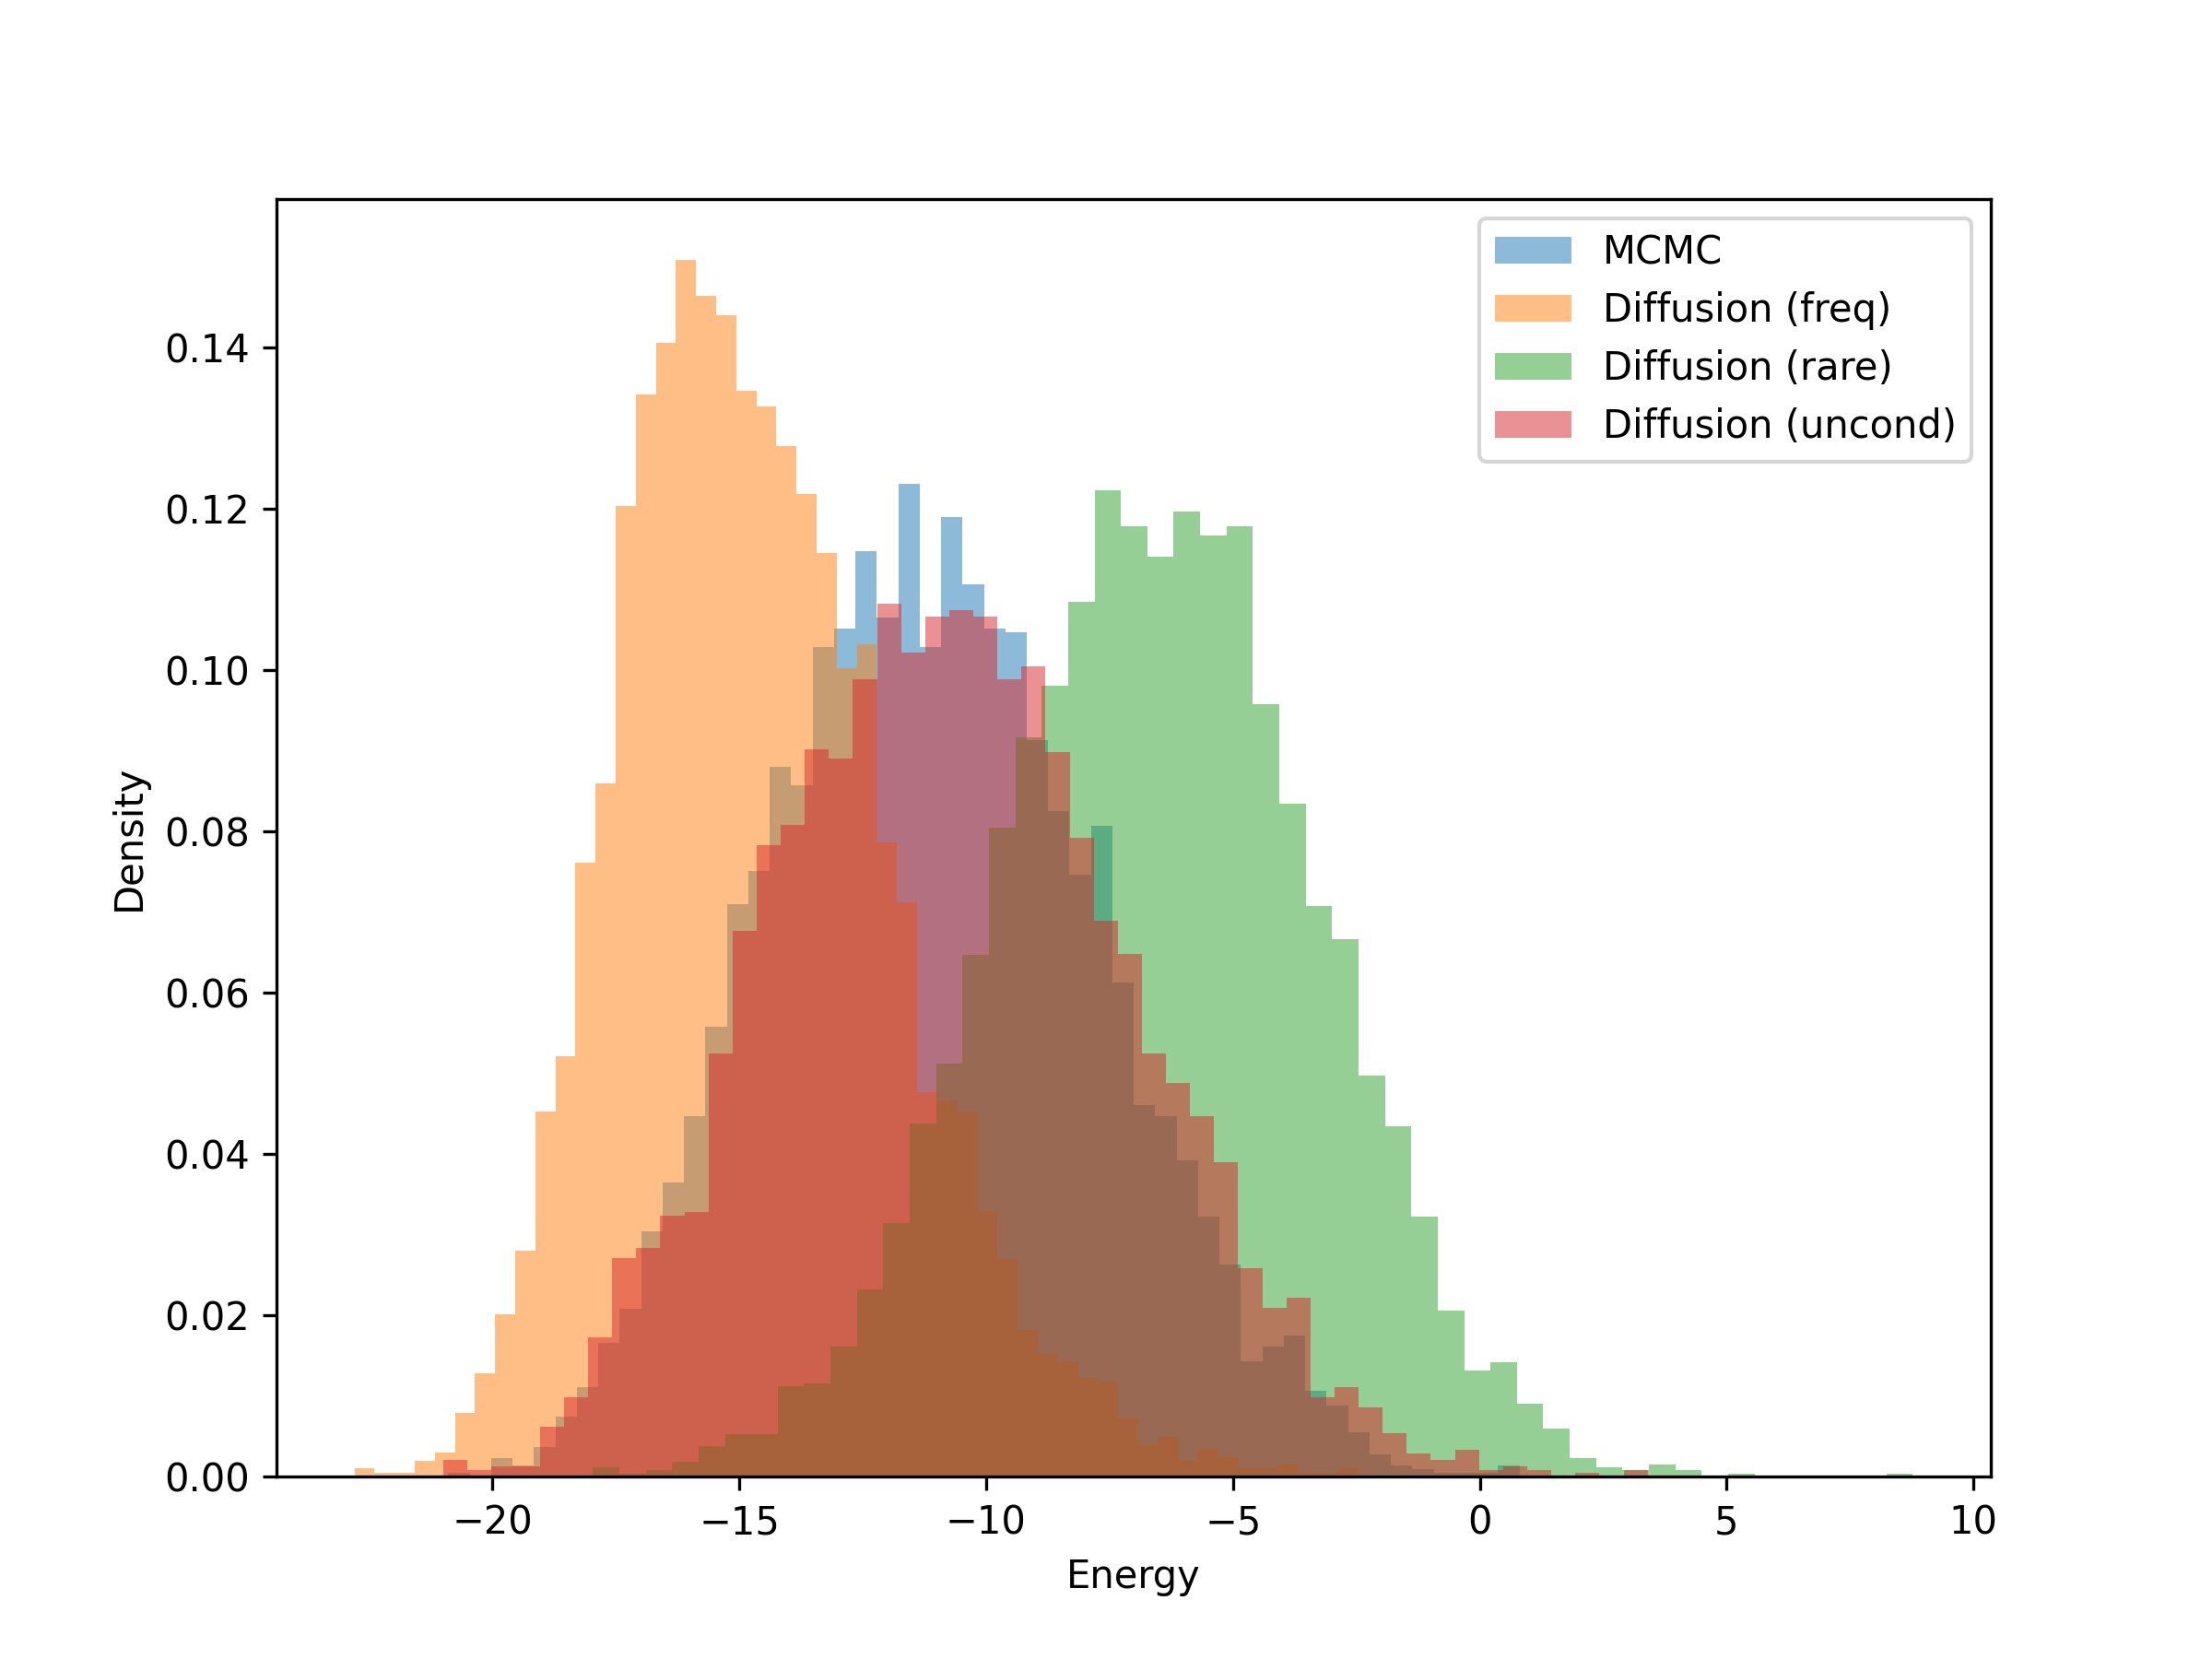 MCMC
Diffusion (freq)
Diffusion (rare)
Diffusion (uncond)
0.14
0.12
0.10
0.08
0.06
0.04
0.02
0.00
Density
−20 −15 −10 −5 0 5 10
Energy